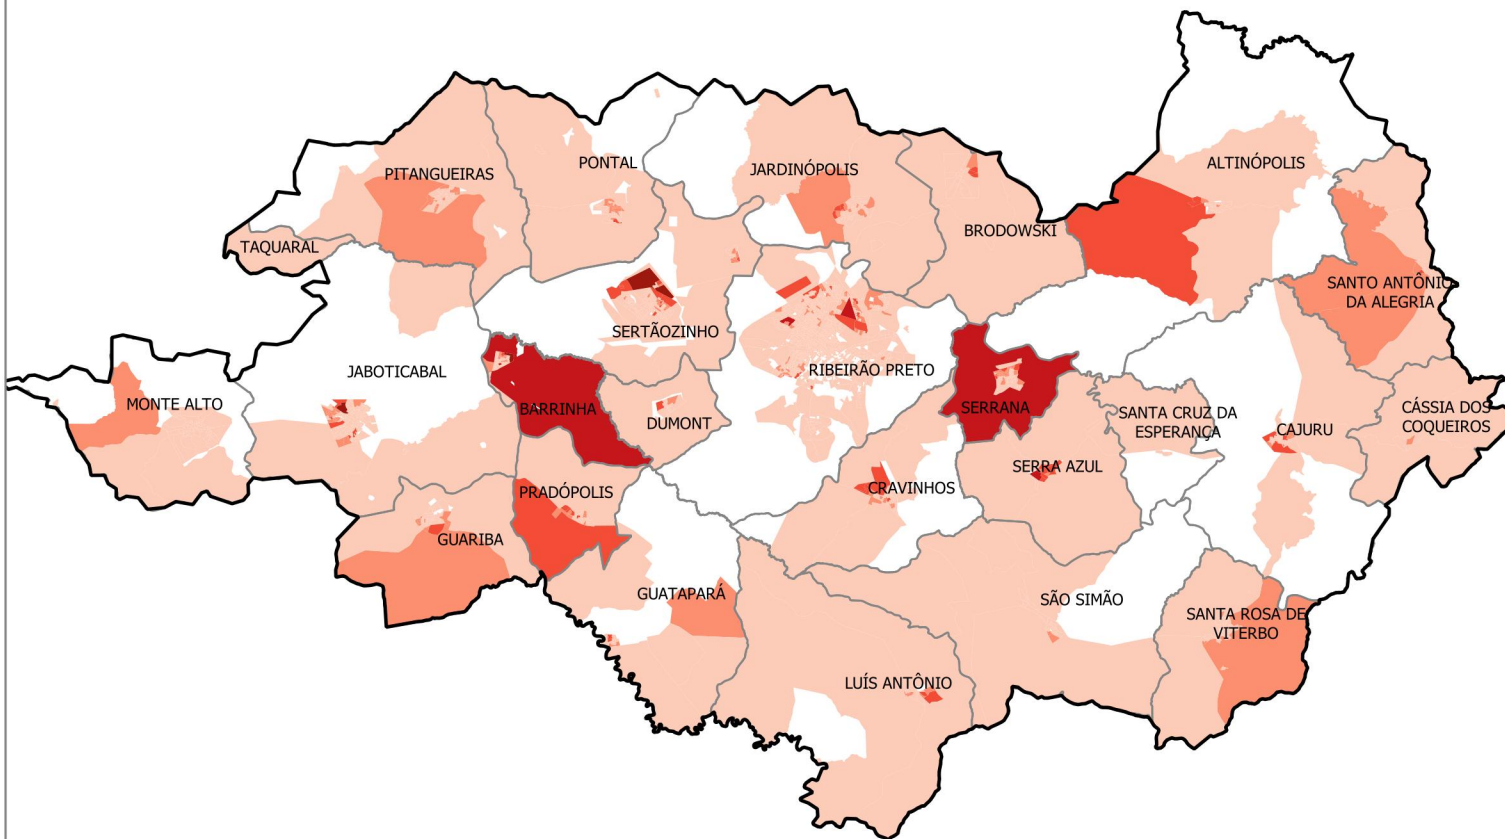 PITANGUEIRAS
PONTAL
JARDINÓPOLIS
ALTINÓPOLIS
BRODOWSKI
TAQUARAL
SANTO ANTÔNIO
DA ALEGRIA
SERTÃOZINHO
JABOTICABAL
RIBEIRÃO PRETO
MONTE ALTO
BARRINHA
DUMONT
SERRANA
SANTA CRUZ DA
ESPERANÇA
CAJURU
CÁSSIA DOS
COQUEIROS
SERRA AZUL
CRAVINHOS
PRADÓPOLIS
GUARIBA
GUATAPARÁ
SÃO SIMÃO
SANTA ROSA DE
VITERBO
LUÍS ANTÔNIO